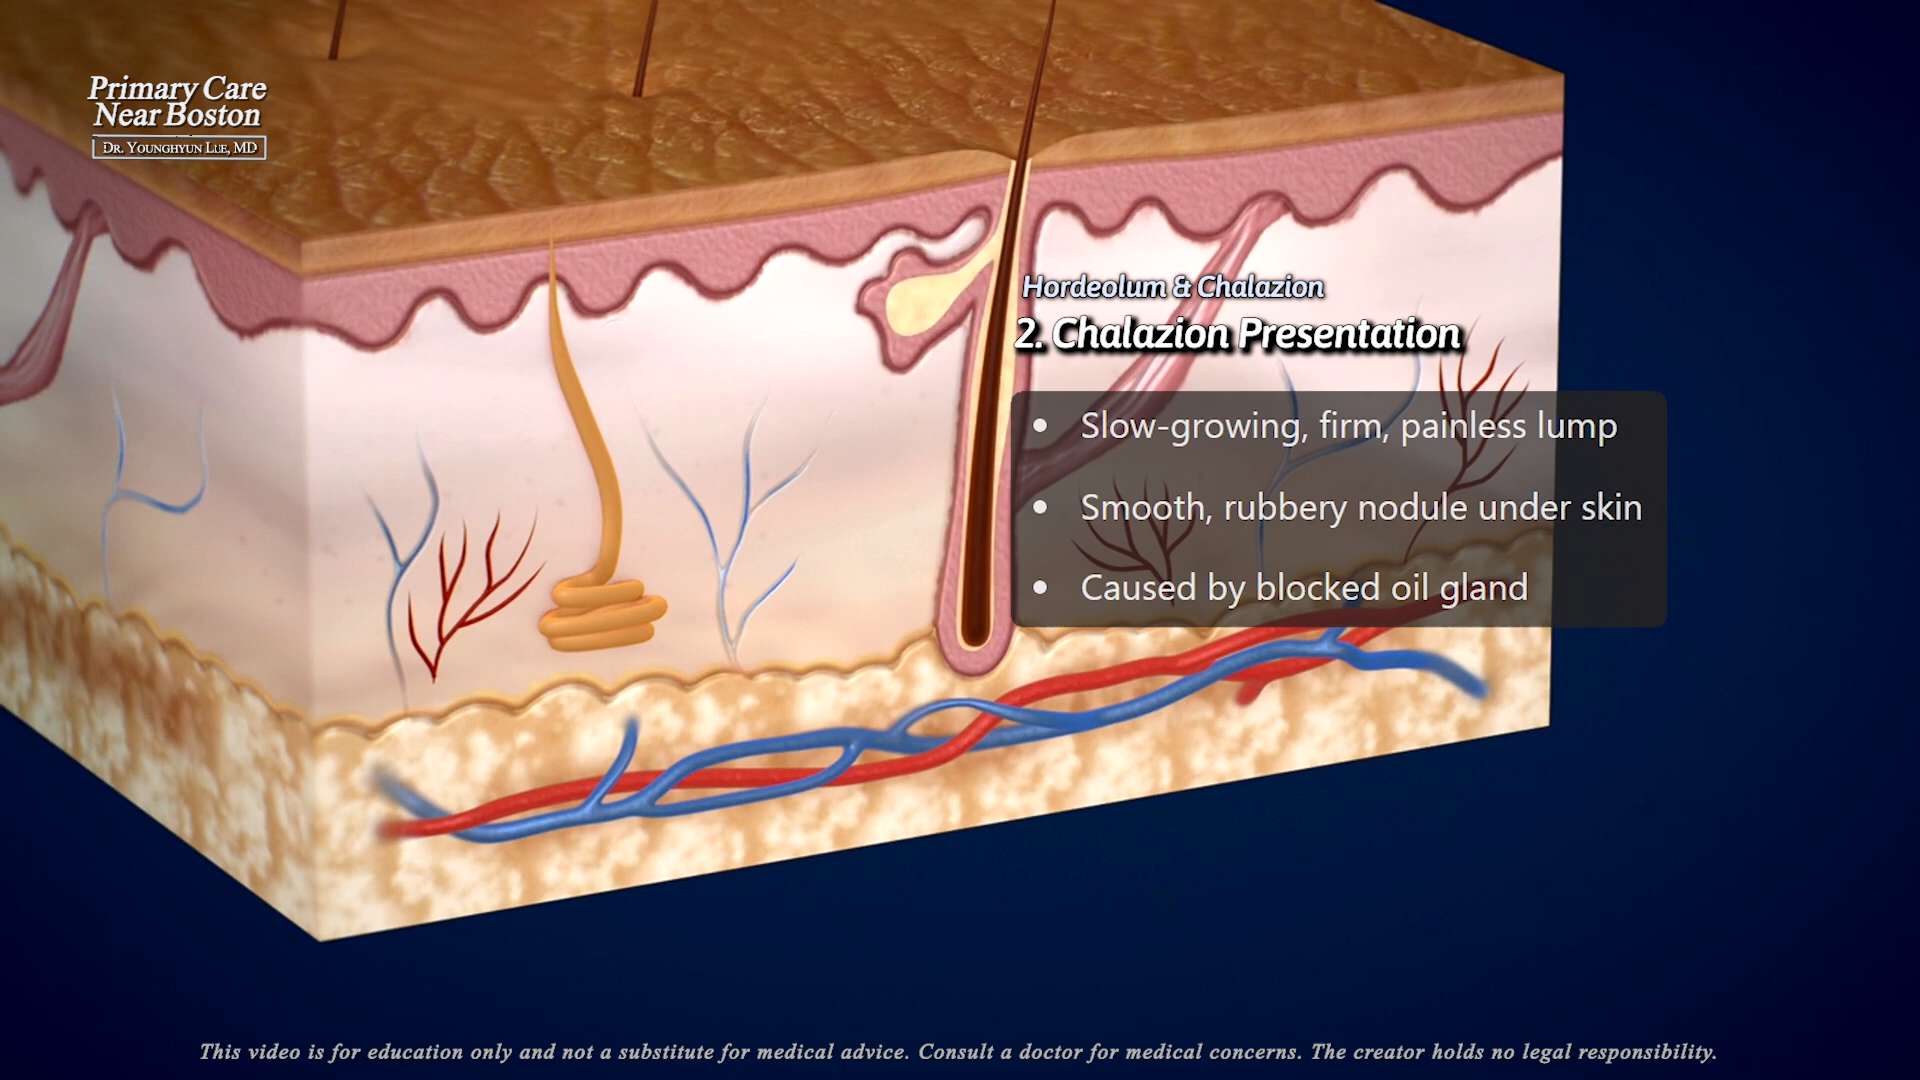 Primary Care
Near Boston
Dr. Younghyun Lue, MD
Hordeolum & Chalazion
2. Chalazion Presentation
• Slow-growing, firm, painless lump
• Smooth, rubbery nodule under skin
• Caused by blocked oil gland
This video is for education only and not a substitute for medical advice. Consult a doctor for medical concerns. The creator holds no legal responsibility.